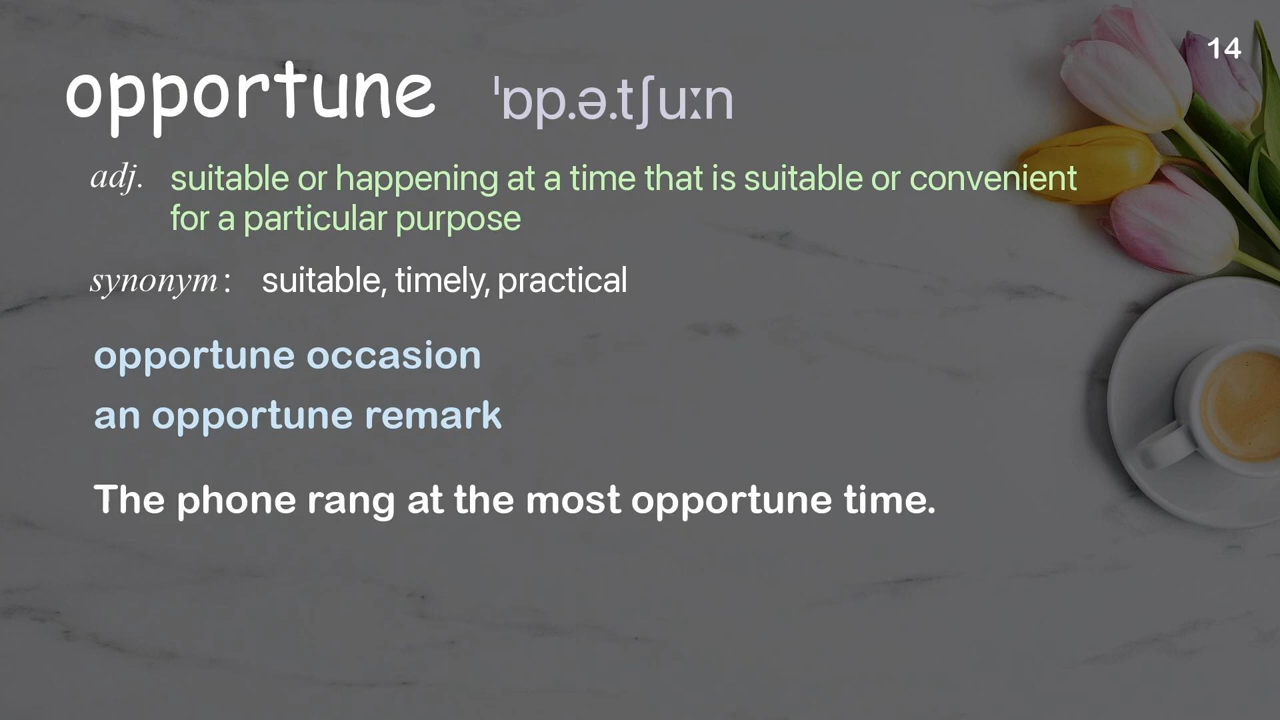 14
opportune ˈɒp.ə.tʃuːn
adj. suitable or happening at a time that is suitable or convenient
for a particular purpose
synonym: suitable, timely, practical
opportune occasion
an opportune remark
The phone rang at the most opportune time.